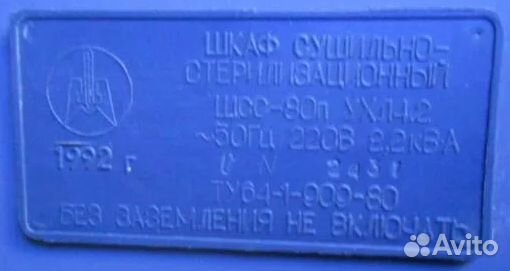 ШКАФ СУШИЛЬНО-
СТЕРИЛИЗАЦИОННЫЙ
ШСС-80п УХЛ4.2
~50Гц 220В 2,2кВА
1992 г
N 2431
ТУ64-1-909-80
БЕЗ ЗАЗЕМЛЕНИЯ НЕ ВКЛЮЧАТЬ
Avito